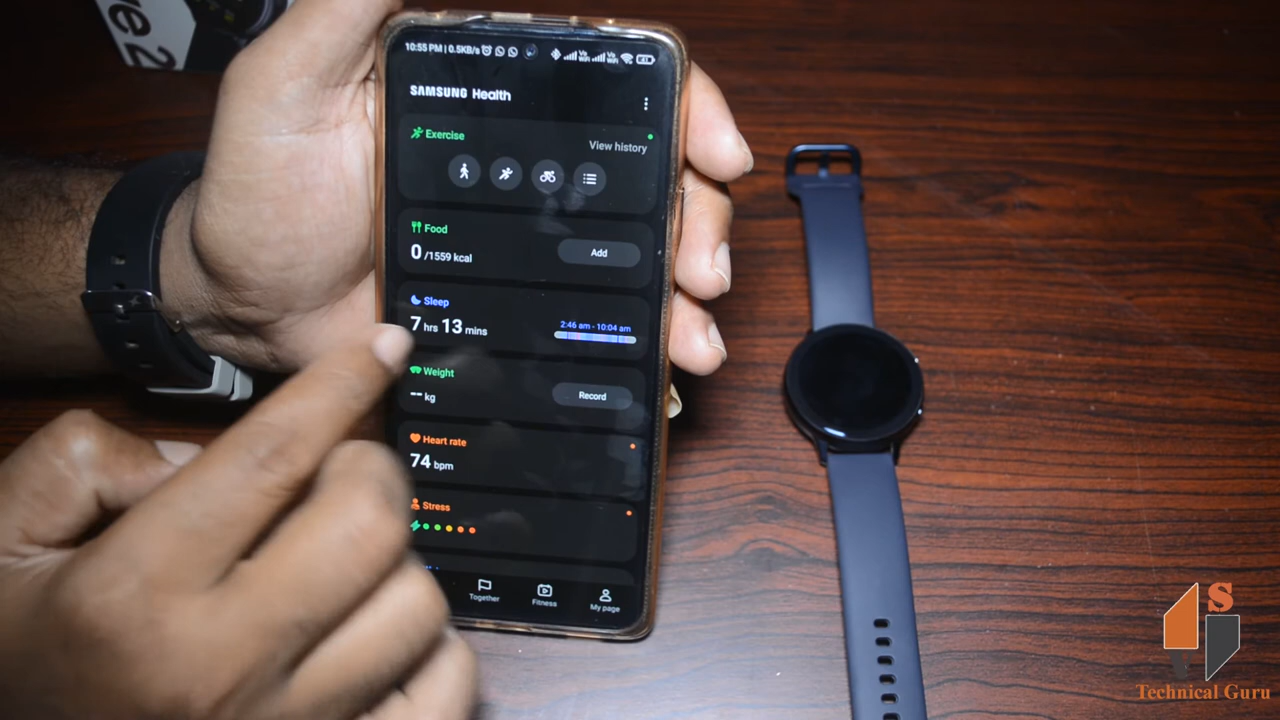 ve 2
10:55 PM | 0.5KB/s
SAMSUNG Health
Exercise
View history
Food
0 /1559 kcal
Add
Sleep
7 hrs 13 mins
2:46 am - 10:04 am
Weight
-- kg
Record
Heart rate
74 bpm
Stress
Together
Fitness
My page
S
V
Technical Guru